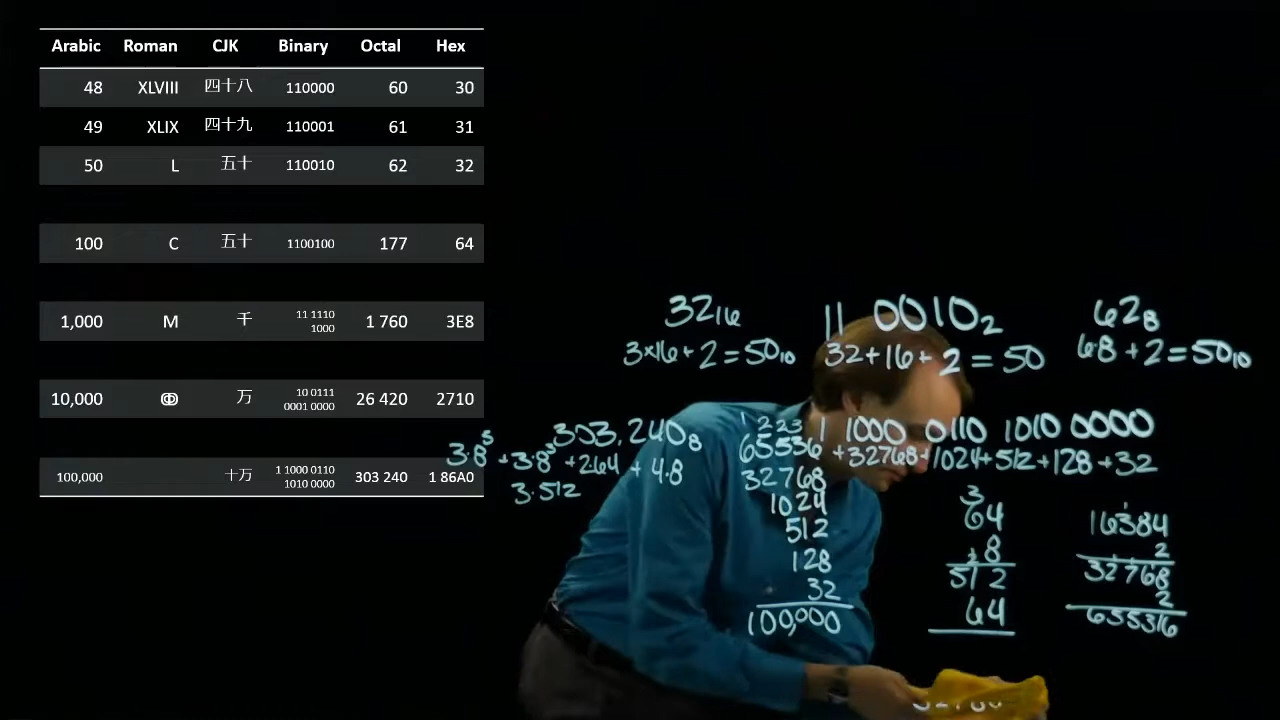 Arabic Roman CJK Binary Octal Hex
48 XLVIII 四十八 110000 60 30
49 XLIX 四十九 110001 61 31
50 L 五十 110010 62 32
100 C 五十 1100100 177 64
1,000 M 千 11 1110 1000 1 760 3E8
10,000 ↂ 万 10 0111 0001 0000 26 420 2710
100,000 十万 1 1000 0110 1010 0000 303 240 1 86A0
32₁₆
3×16+2=50₁₀
11 0010₂
32+16+2=50
62₈
6·8+2=50₁₀
303,240₈
3·8⁵+3·8³+2·64+4·8
3·512
1 1000 0110 1010 0000
65536+32768+1024+512+128+32
1 2 2 3
65536
32768
1024
512
128
32
100,000
3
64
8
512
64
16384
2
32768
2
65536